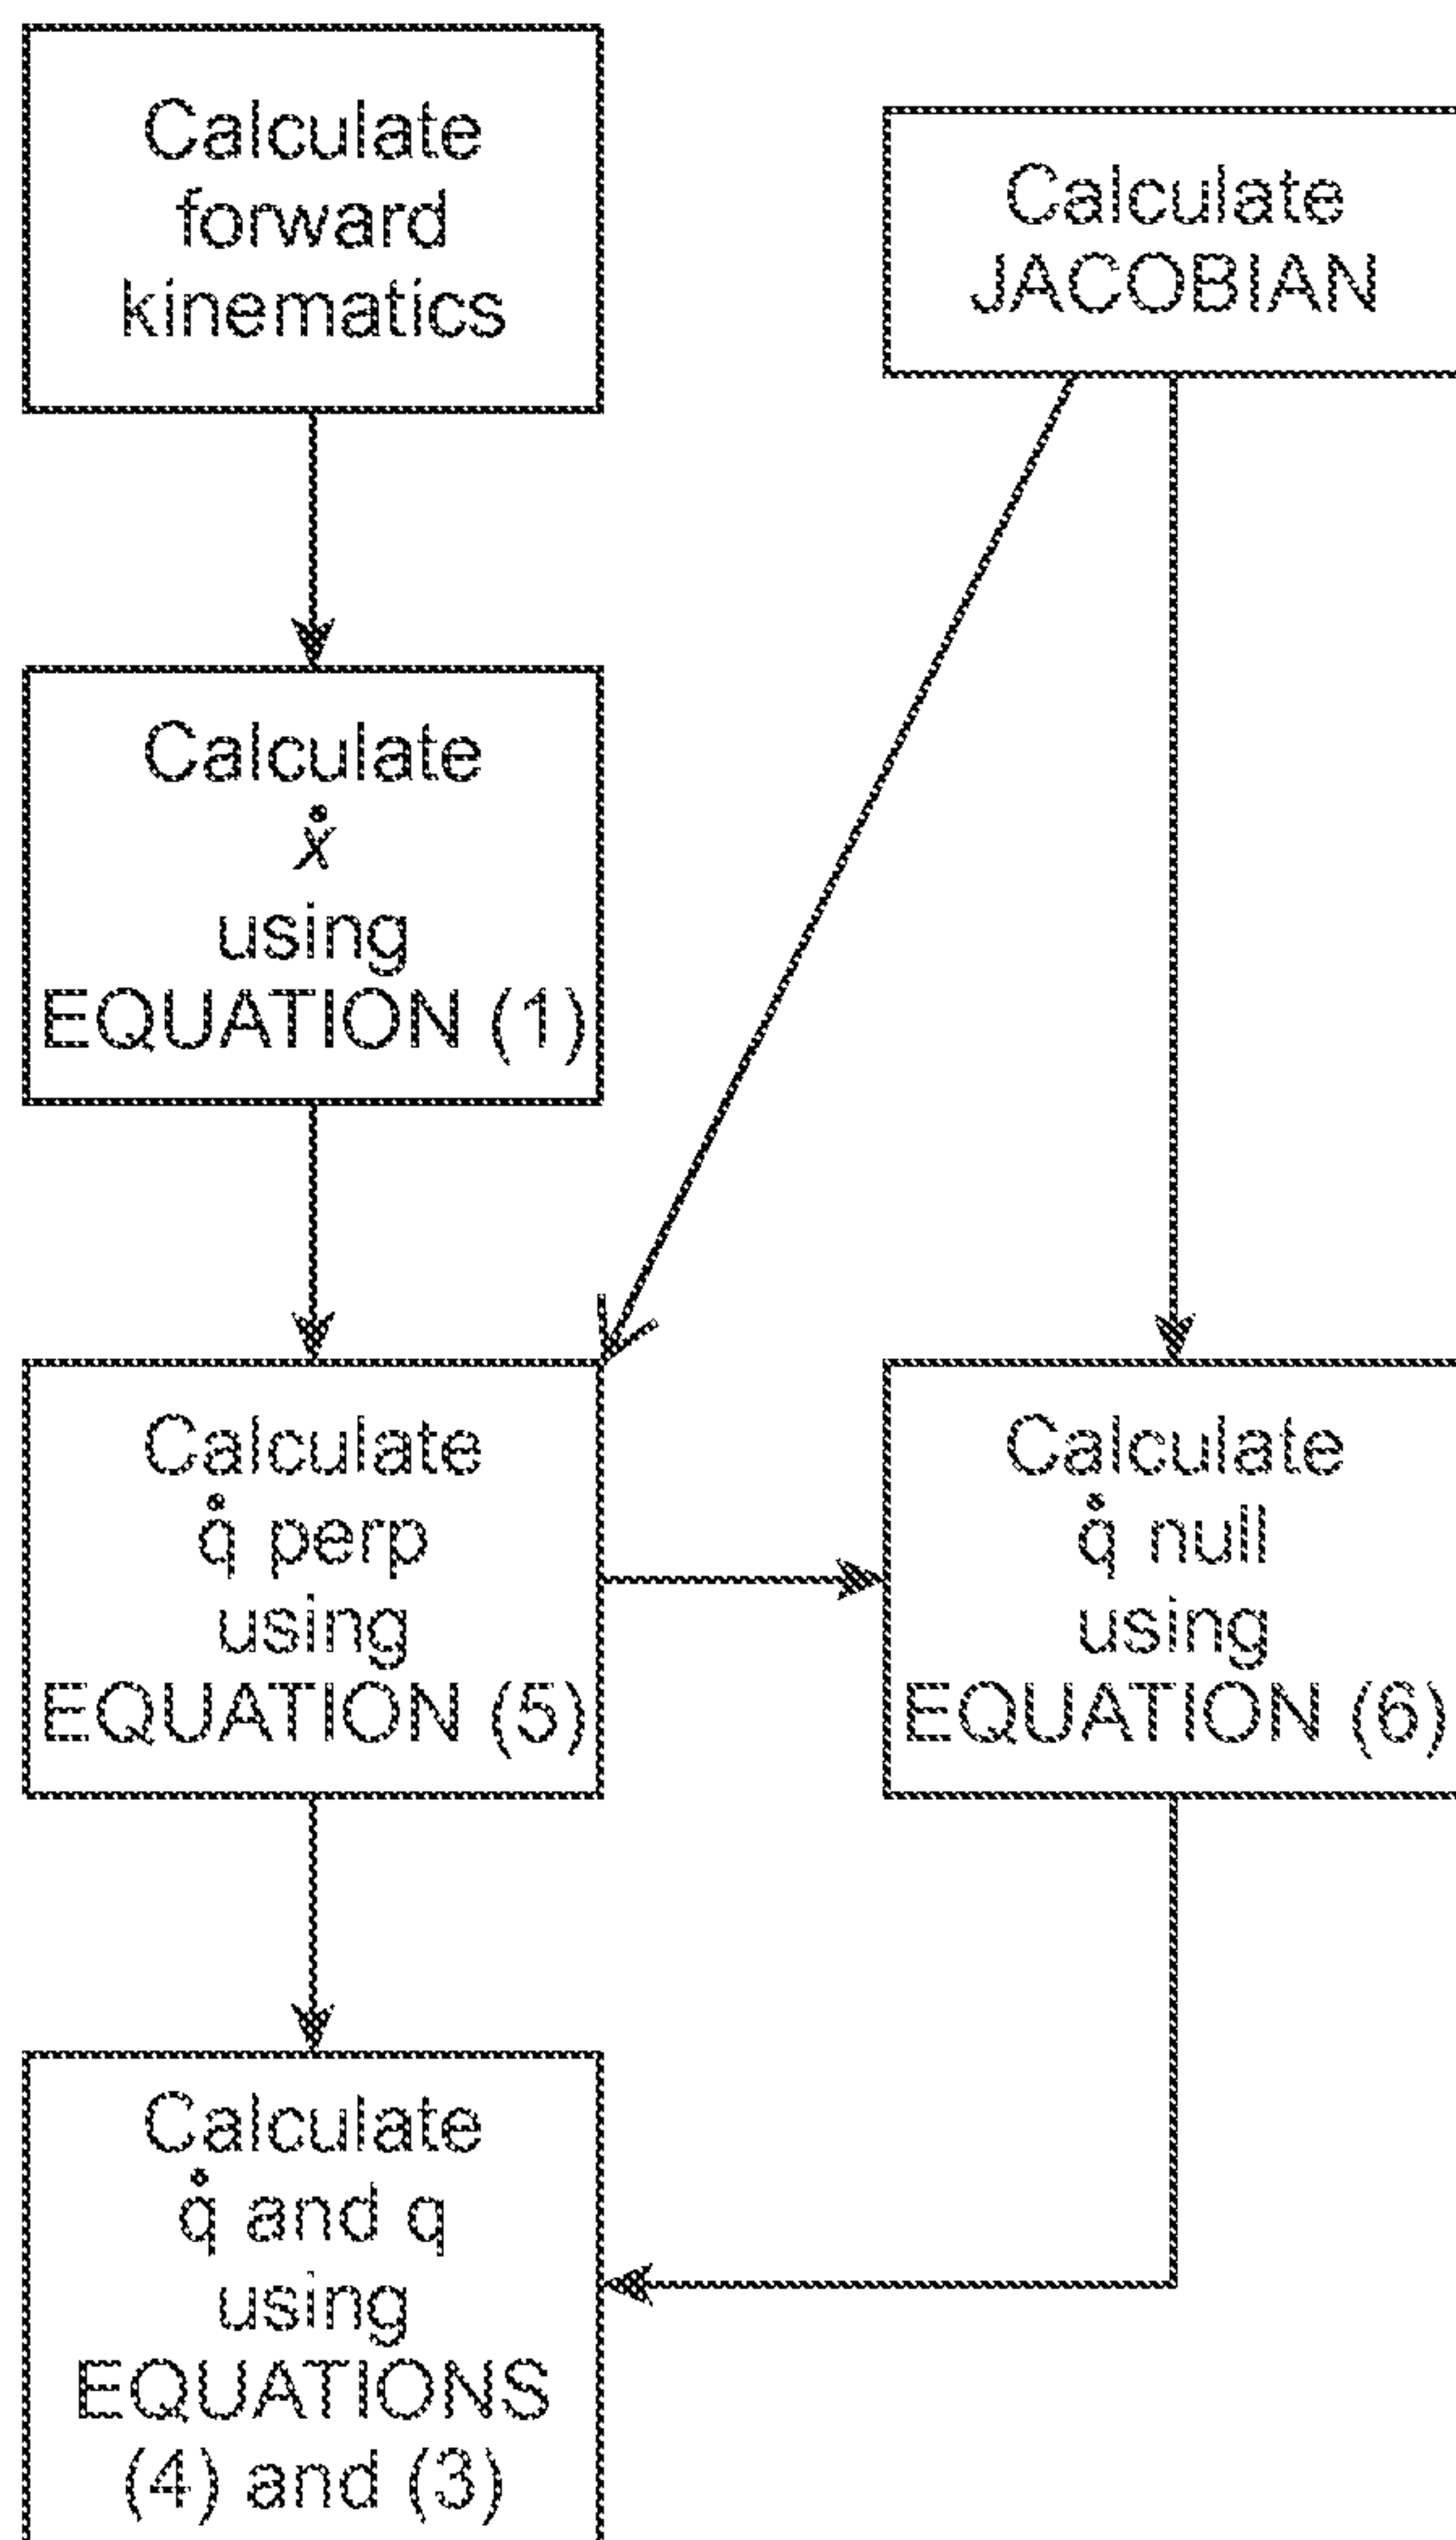 Calculate
forward
kinematics
Calculate
JACOBIAN
Calculate
ẋ
using
EQUATION (1)
Calculate
q̇ perp
using
EQUATION (5)
Calculate
q̇ null
using
EQUATION (6)
Calculate
q̇ and q
using
EQUATIONS
(4) and (3)